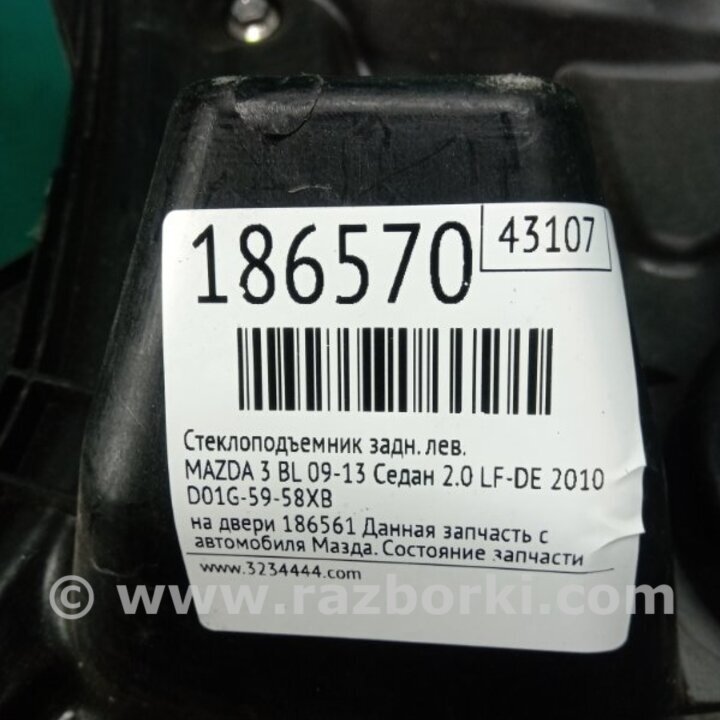 186570
43107
Стеклоподъемник задн. лев.
MAZDA 3 BL 09-13 Седан 2.0 LF-DE 2010
D01G-59-58XB
на двери 186561 Данная запчасть с
автомобиля Мазда. Состояние запчасти
www.3234444.com
© www.razborki.com